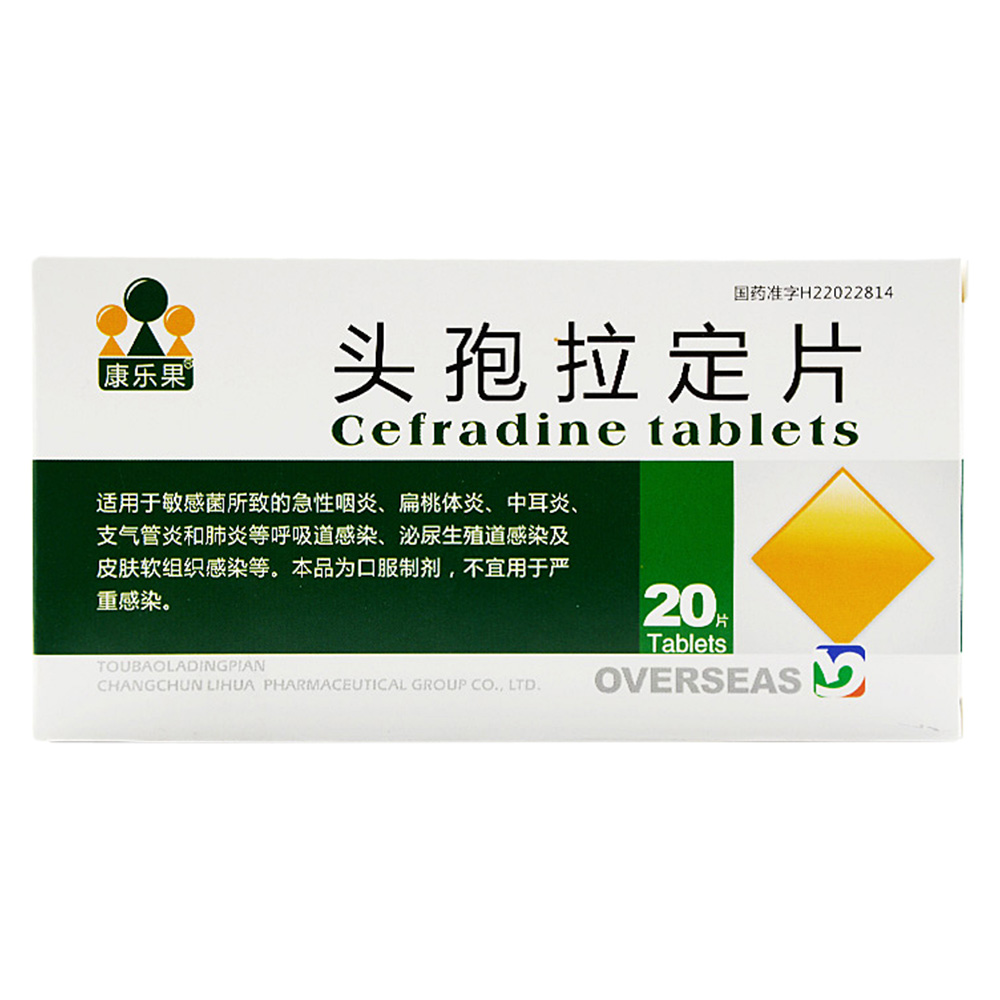 国药准字H22022814
康乐果®
头孢拉定片
Cefradine tablets
适用于敏感菌所致的急性咽炎、扁桃体炎、中耳炎、
支气管炎和肺炎等呼吸道感染、泌尿生殖道感染及
皮肤软组织感染等。本品为口服制剂，不宜用于严
重感染。
20片
Tablets
TOUBAOLADINGPIAN
CHANGCHUN LIHUA PHARMACEUTICAL GROUP CO., LTD.
OVERSEAS